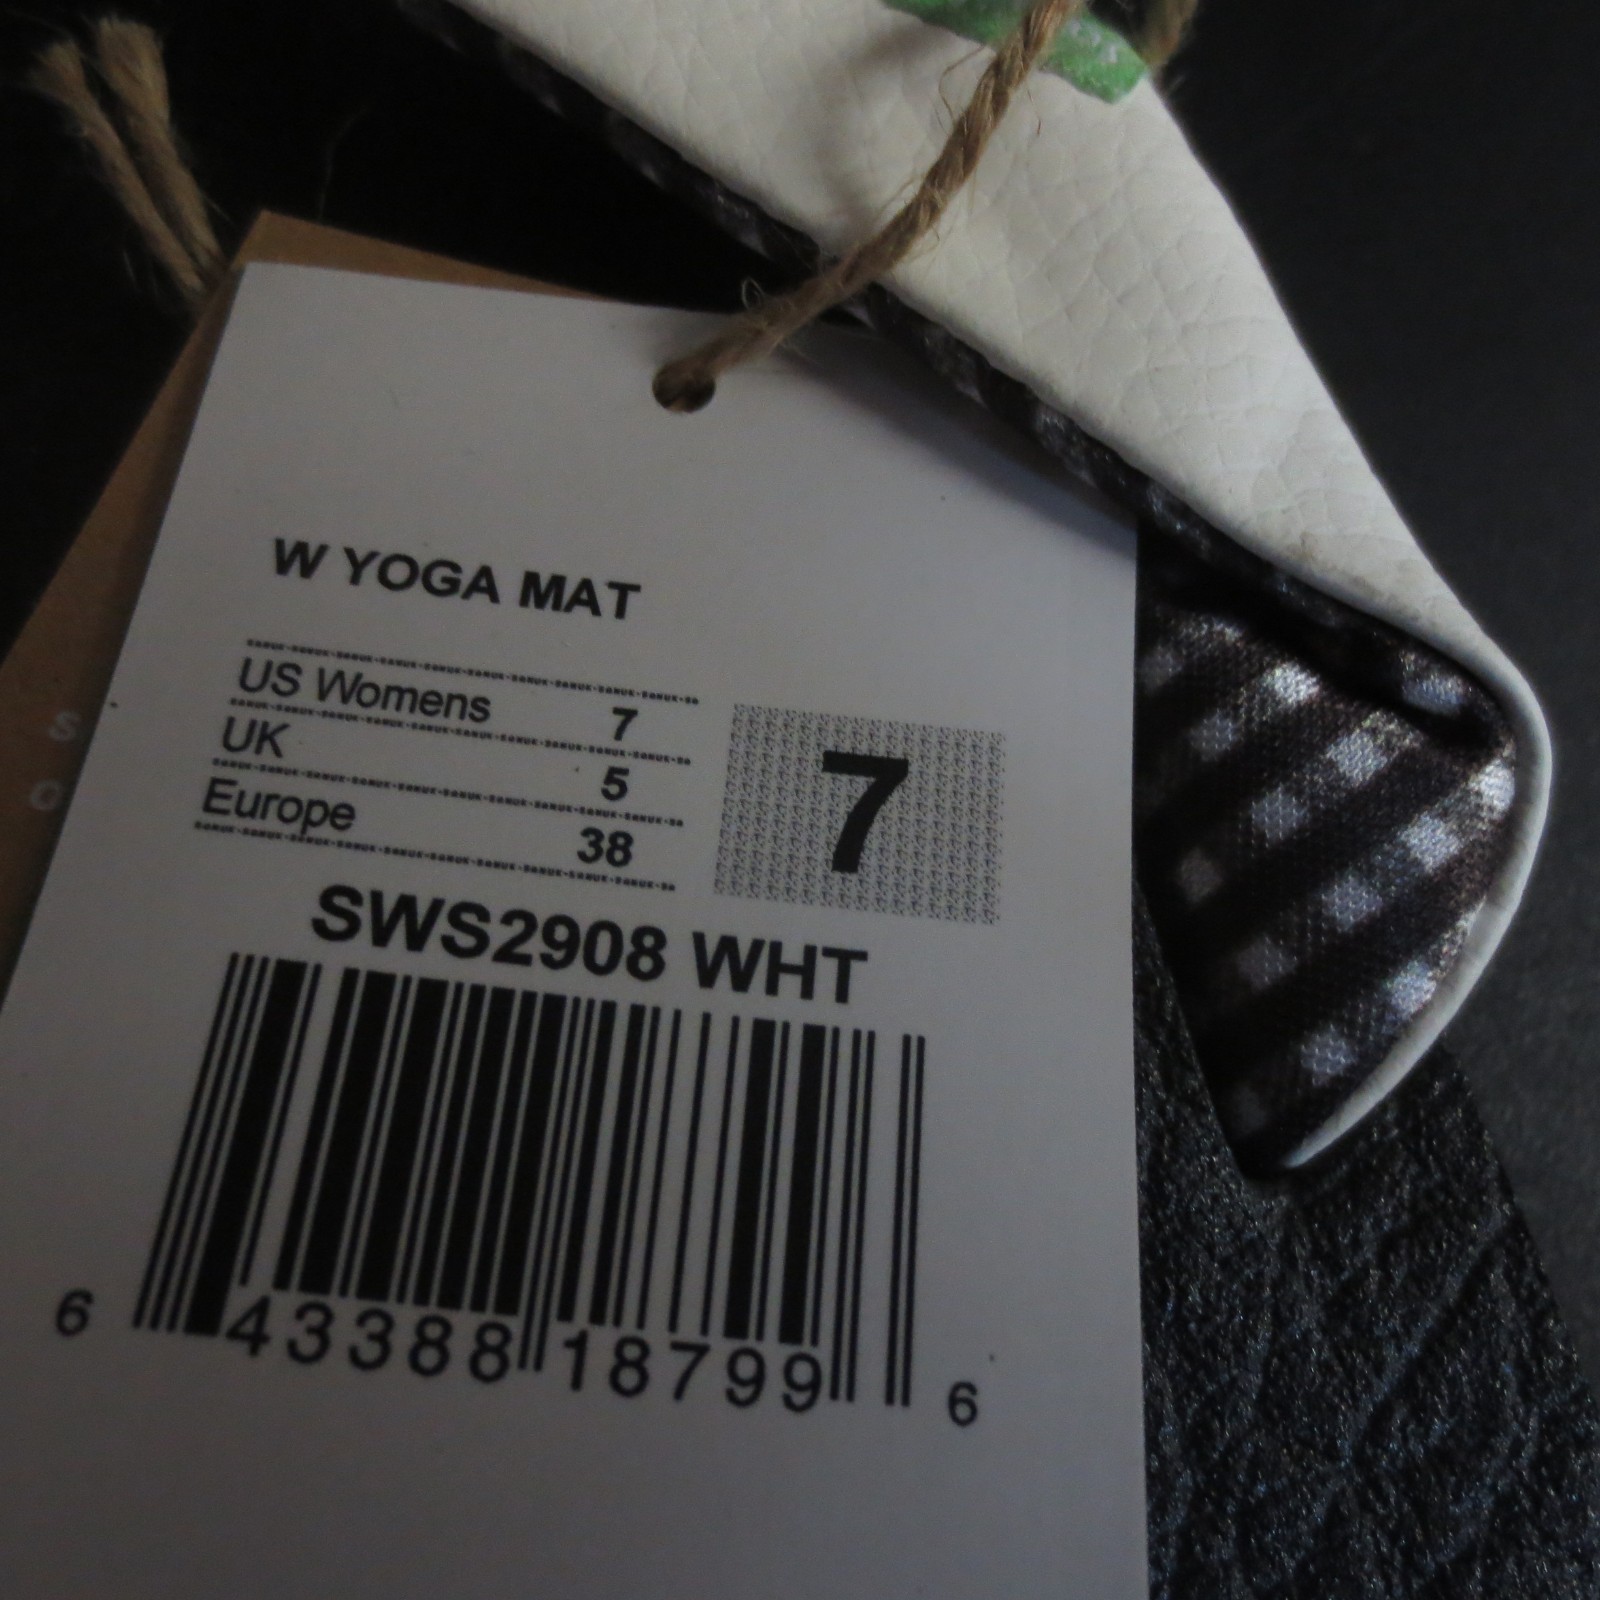 W YOGA MAT
US Womens 7
UK 5
Europe 38
7
SWS2908 WHT
6 43388 18799 6